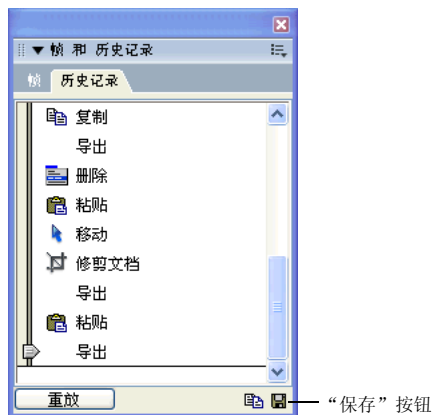 帧 和 历史记录
帧 历史记录
复制
导出
删除
粘贴
移动
修剪文档
导出
粘贴
导出
重放
“保存”按钮